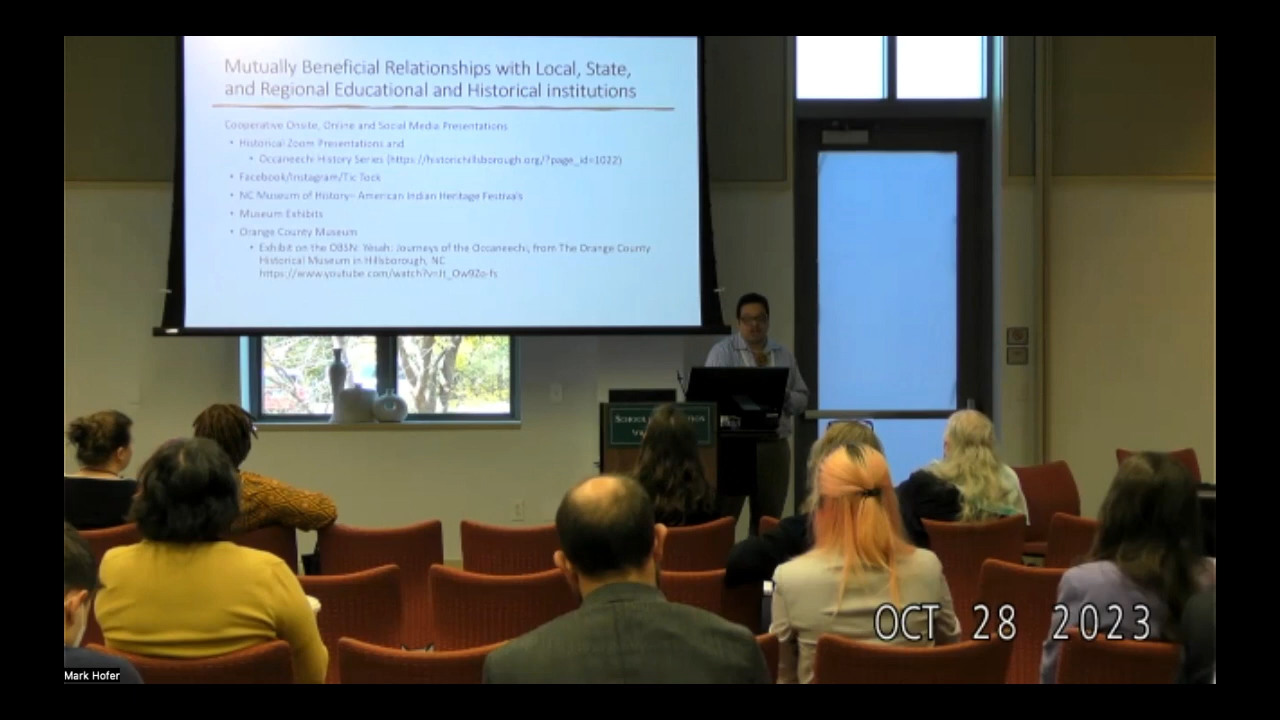 Mutually Beneficial Relationships with Local, State,
and Regional Educational and Historical institutions
Cooperative Onsite, Online and Social Media Presentations
• Historical Zoom Presentations and
• Occaneechi History Series (https://historichillsborough.org/?page_id=1022)
• Facebook/Instagram/Tic Tock
• NC Museum of History- American Indian Heritage Festivals
• Museum Exhibits
• Orange County Museum
• Exhibit on the OBSN: Yesah: Journeys of the Occaneechi, from The Orange County
Historical Museum in Hillsborough, NC
OCT 28 2023
Mark Hofer